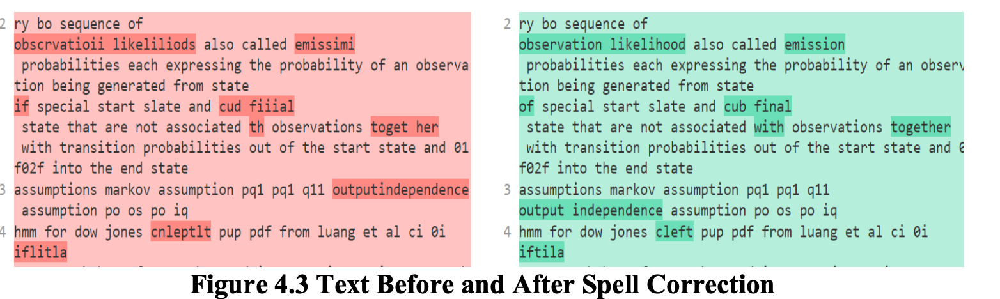 2 ry bo sequence of
obscrvatioii likeliliods also called emissimi
probabilities each expressing the probability of an observa
tion being generated from state
if special start slate and cud fiiial
state that are not associated th observations toget her
with transition probabilities out of the start state and 01
f02f into the end state
3 assumptions markov assumption pq1 pq1 q11 outputindependence
assumption po os po iq
4 hmm for dow jones cnleptlt pup pdf from luang et al ci 0i
iflitla
2 ry bo sequence of
observation likelihood also called emission
probabilities each expressing the probability of an observ
tion being generated from state
of special start slate and cub final
state that are not associated with observations together
with transition probabilities out of the start state and 0
f02f into the end state
3 assumptions markov assumption pq1 pq1 q11
output independence assumption po os po iq
4 hmm for dow jones cleft pup pdf from luang et al ci 0i
iftila
Figure 4.3 Text Before and After Spell Correction